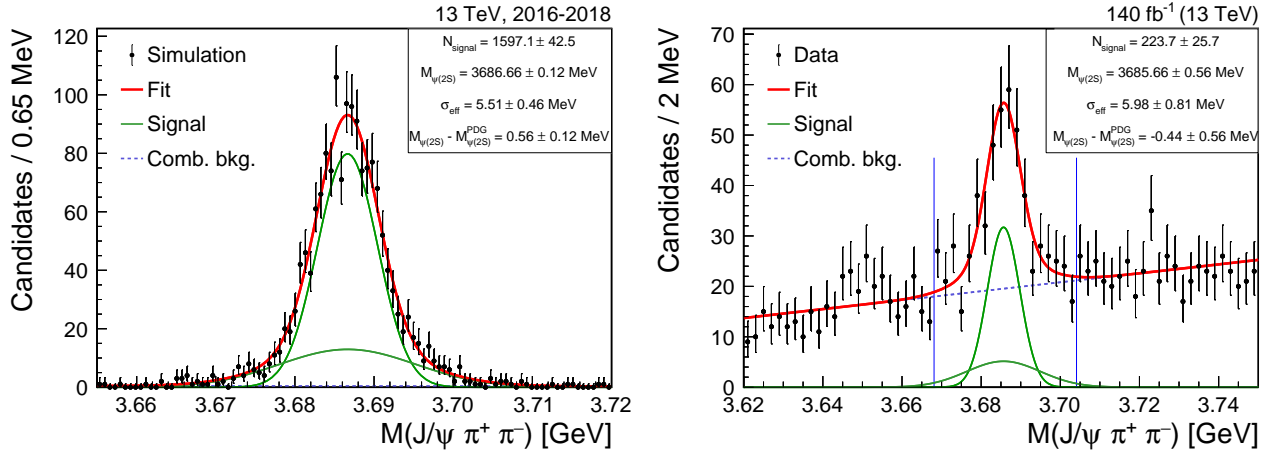 13 TeV, 2016-2018
Candidates / 0.65 MeV
120
100
80
60
40
20
0
Simulation
Fit
Signal
Comb. bkg.
N_signal = 1597.1 ± 42.5
M_ψ(2S) = 3686.66 ± 0.12 MeV
σ_eff = 5.51 ± 0.46 MeV
M_ψ(2S) - M^PDG_ψ(2S) = 0.56 ± 0.12 MeV
3.66 3.67 3.68 3.69 3.70 3.71 3.72
M(J/ψ π⁺ π⁻) [GeV]
140 fb⁻¹ (13 TeV)
Candidates / 2 MeV
70
60
50
40
30
20
10
0
Data
Fit
Signal
Comb. bkg.
N_signal = 223.7 ± 25.7
M_ψ(2S) = 3685.66 ± 0.56 MeV
σ_eff = 5.98 ± 0.81 MeV
M_ψ(2S) - M^PDG_ψ(2S) = -0.44 ± 0.56 MeV
3.62 3.64 3.66 3.68 3.70 3.72 3.74
M(J/ψ π⁺ π⁻) [GeV]